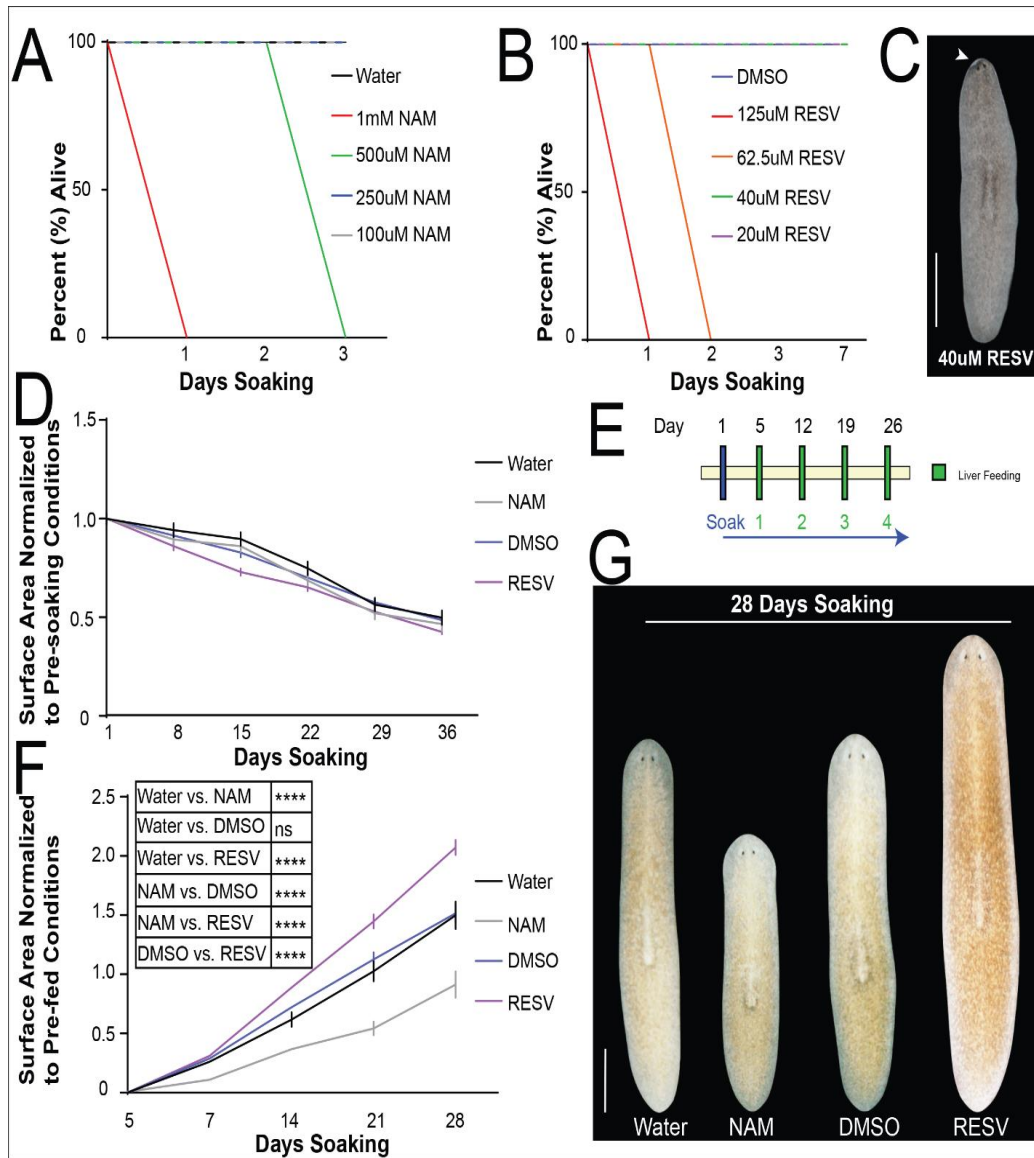 A
100
50
0
Percent (%) Alive
1
2
3
Days Soaking
Water
1mM NAM
500uM NAM
250uM NAM
100uM NAM
B
100
50
0
Percent (%) Alive
1
2
3
7
Days Soaking
DMSO
125uM RESV
62.5uM RESV
40uM RESV
20uM RESV
C
40uM RESV
D
1.5
1.0
0.5
0
Surface Area Normalized
to Pre-soaking Conditions
1
8
15
22
29
36
Days Soaking
Water
NAM
DMSO
RESV
E
Day 1 5 12 19 26
Liver Feeding
Soak 1 2 3 4
F
2.5
2.0
1.5
1.0
0.5
0
Surface Area Normalized
to Pre-fed Conditions
Water vs. NAM ****
Water vs. DMSO ns
Water vs. RESV ****
NAM vs. DMSO ****
NAM vs. RESV ****
DMSO vs. RESV ****
5
7
14
21
28
Days Soaking
Water
NAM
DMSO
RESV
G
28 Days Soaking
Water
NAM
DMSO
RESV